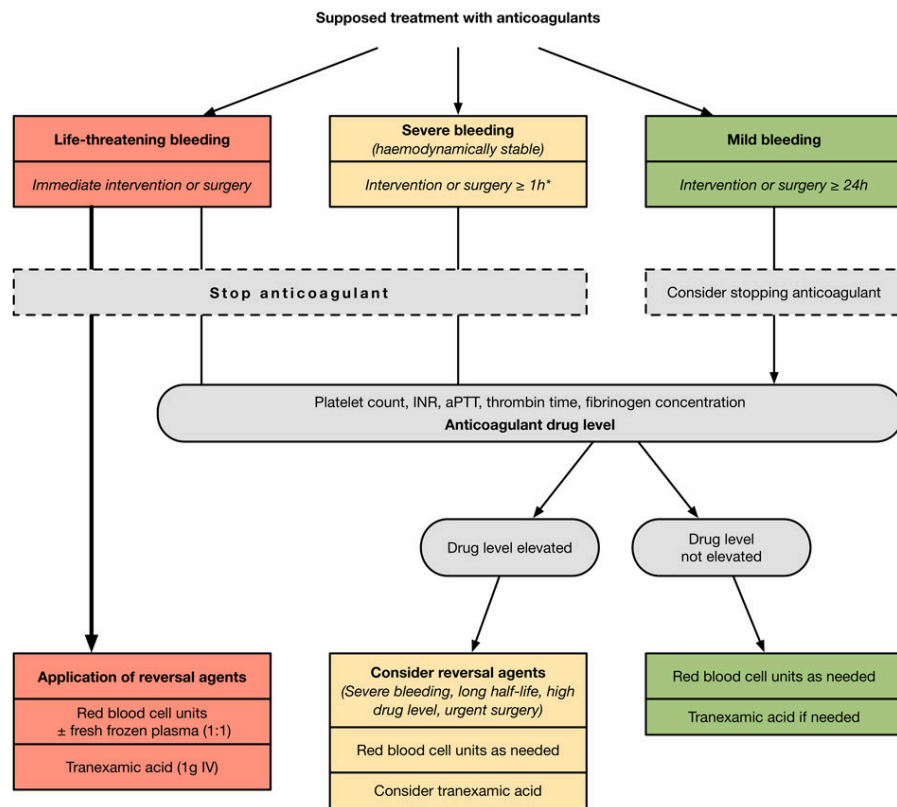 Supposed treatment with anticoagulants
Life-threatening bleeding
Immediate intervention or surgery
Severe bleeding
(haemodynamically stable)
Intervention or surgery ≥ 1h*
Mild bleeding
Intervention or surgery ≥ 24h
Stop anticoagulant
Consider stopping anticoagulant
Platelet count, INR, aPTT, thrombin time, fibrinogen concentration
Anticoagulant drug level
Drug level elevated
Drug level
not elevated
Application of reversal agents
Red blood cell units
± fresh frozen plasma (1:1)
Tranexamic acid (1g IV)
Consider reversal agents
(Severe bleeding, long half-life, high
drug level, urgent surgery)
Red blood cell units as needed
Consider tranexamic acid
Red blood cell units as needed
Tranexamic acid if needed